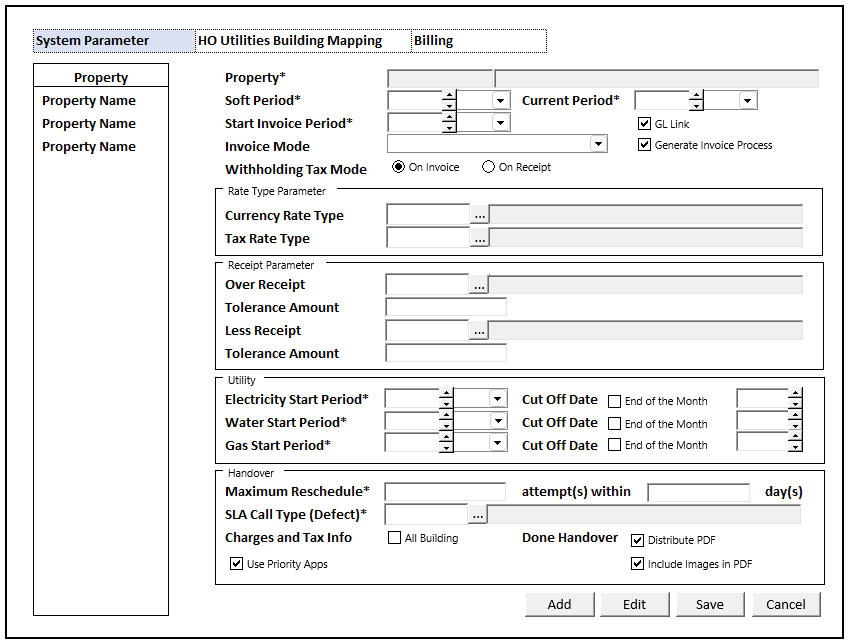 System Parameter HO Utilities Building Mapping Billing
Property
Property Name
Property Name
Property Name
Property*
Soft Period* Current Period*
Start Invoice Period* GL Link
Invoice Mode Generate Invoice Process
Withholding Tax Mode On Invoice On Receipt
Rate Type Parameter
Currency Rate Type ...
Tax Rate Type ...
Receipt Parameter
Over Receipt ...
Tolerance Amount
Less Receipt ...
Tolerance Amount
Utility
Electricity Start Period* Cut Off Date End of the Month
Water Start Period* Cut Off Date End of the Month
Gas Start Period* Cut Off Date End of the Month
Handover
Maximum Reschedule* attempt(s) within day(s)
SLA Call Type (Defect)* ...
Charges and Tax Info All Building Done Handover Distribute PDF
Use Priority Apps Include Images in PDF
Add Edit Save Cancel